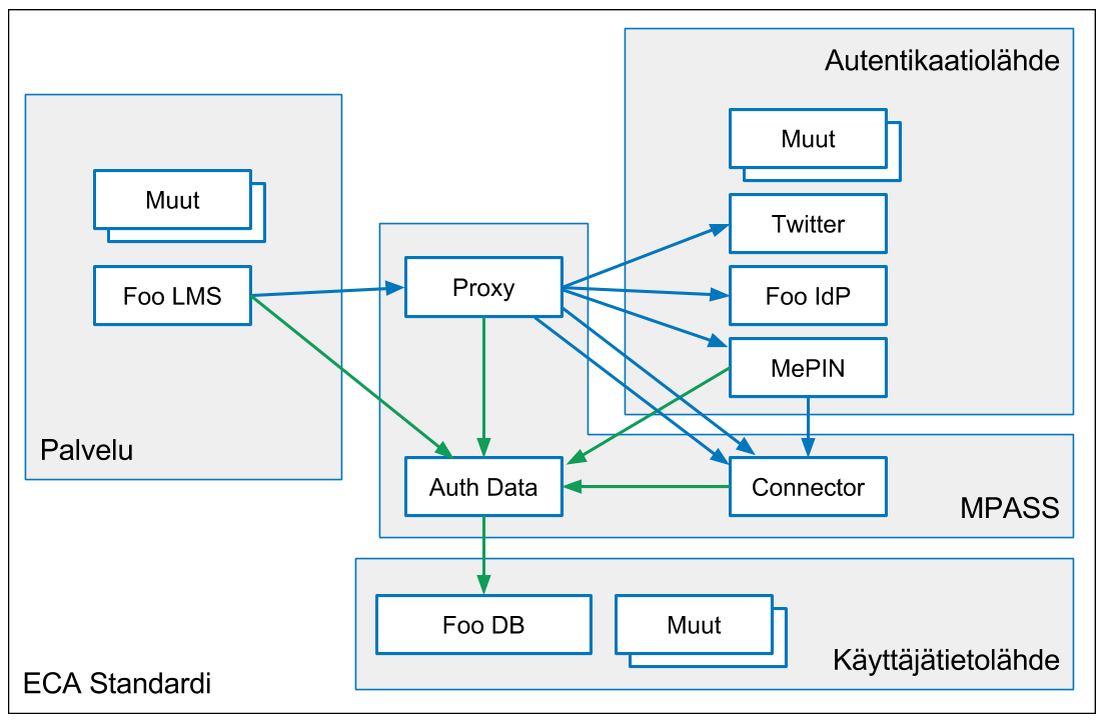 Autentikaatiolähde
Muut
Twitter
Foo IdP
MePIN
Muut
Foo LMS
Palvelu
Proxy
Auth Data
Connector
MPASS
Foo DB
Muut
Käyttäjätietolähde
ECA Standardi